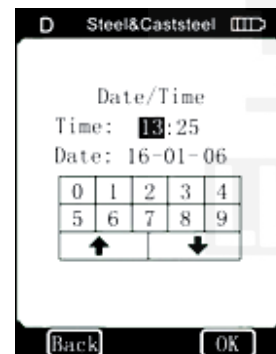 D Steel&Caststeel
Date/Time
Time: 13:25
Date: 16-01-06
0 1 2 3 4
5 6 7 8 9
Back OK